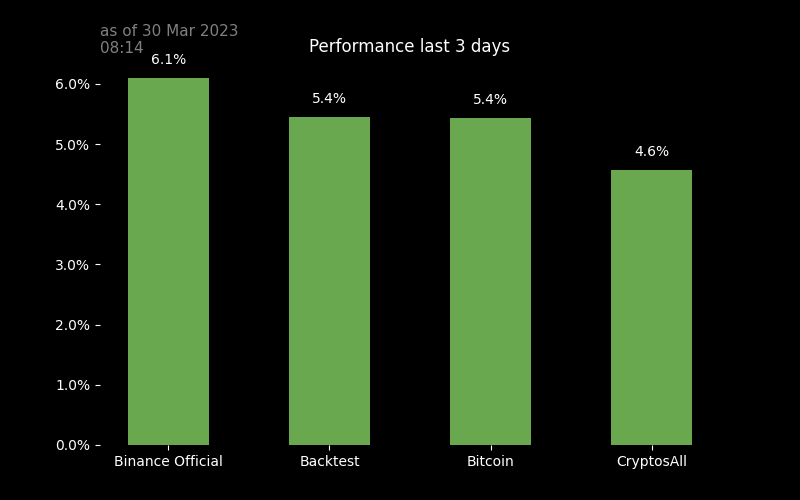 as of 30 Mar 2023
08:14
Performance last 3 days
6.1%
5.4%
5.4%
4.6%
6.0%
5.0%
4.0%
3.0%
2.0%
1.0%
0.0%
Binance Official
Backtest
Bitcoin
CryptosAll